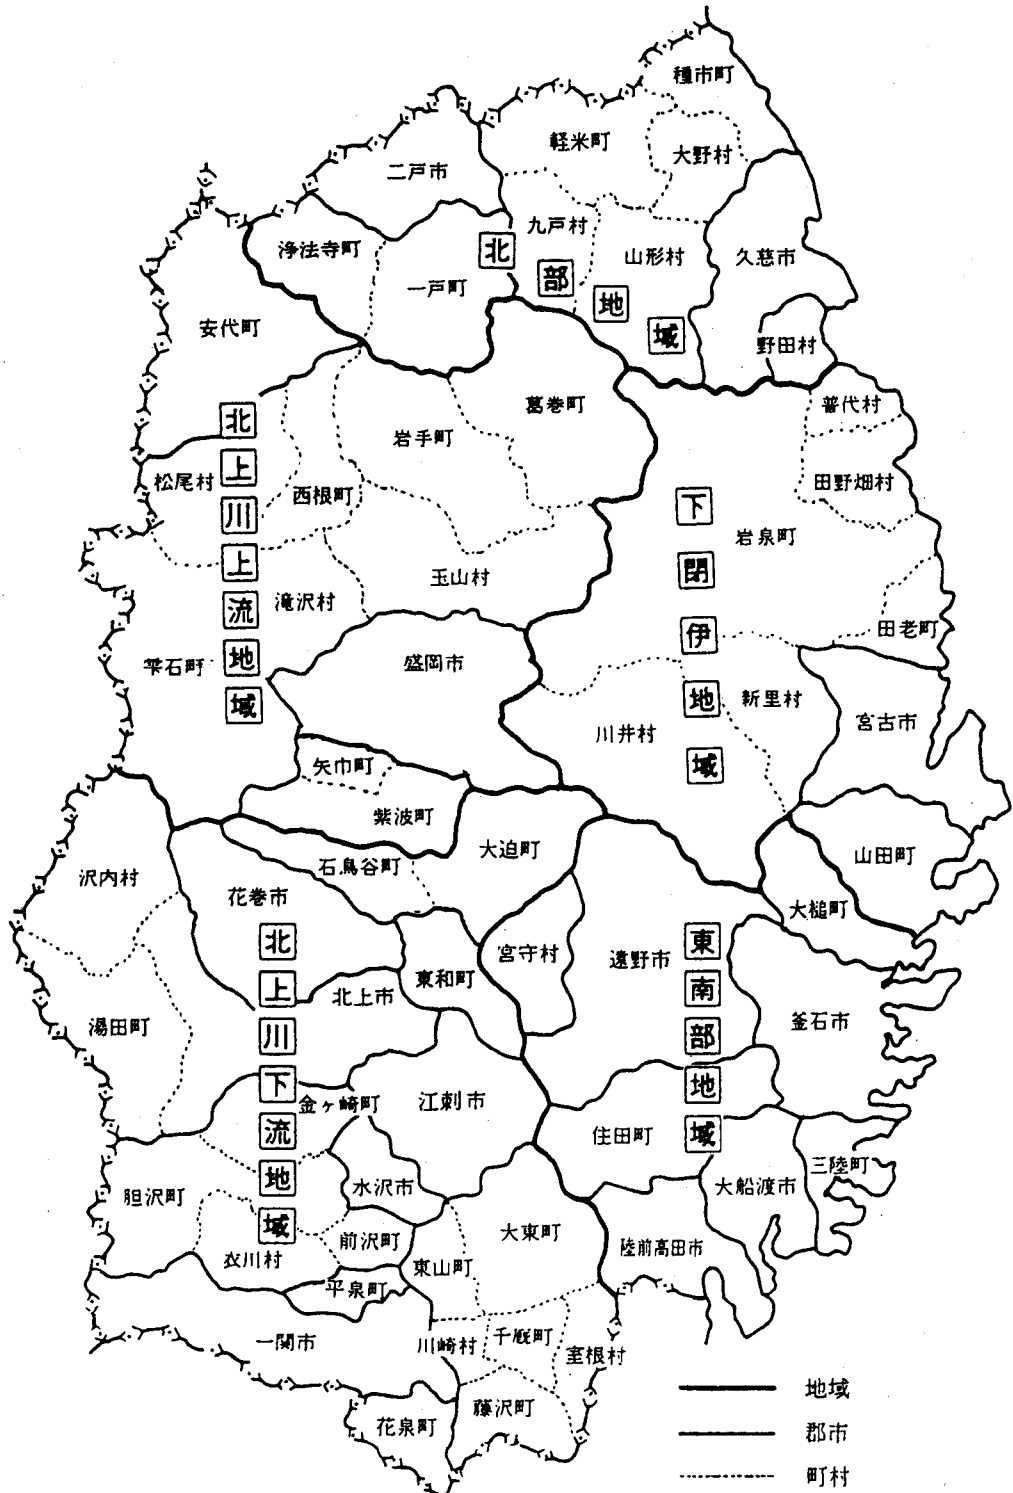 種市町
軽米町
大野村
二戸市
九戸村
浄法寺町
山形村
久慈市
一戸町
北部地域
安代町
野田村
葛巻町
普代村
岩手町
北上川上流地域
松尾村
西根町
田野畑村
下閉伊地域
岩泉町
玉山村
滝沢村
田老町
雫石町
盛岡市
新里村
宮古市
川井村
矢巾町
紫波町
大迫町
山田町
石鳥谷町
沢内村
花巻市
大槌町
宮守村
遠野市
東南部地域
北上川下流地域
東和町
北上市
湯田町
釜石市
金ヶ崎町
江刺市
住田町
三陸町
胆沢町
水沢市
大船渡市
前沢町
大東町
陸前高田市
衣川村
東山町
平泉町
一関市
川崎村
千厩町
室根村
藤沢町
花泉町
地域
郡市
町村